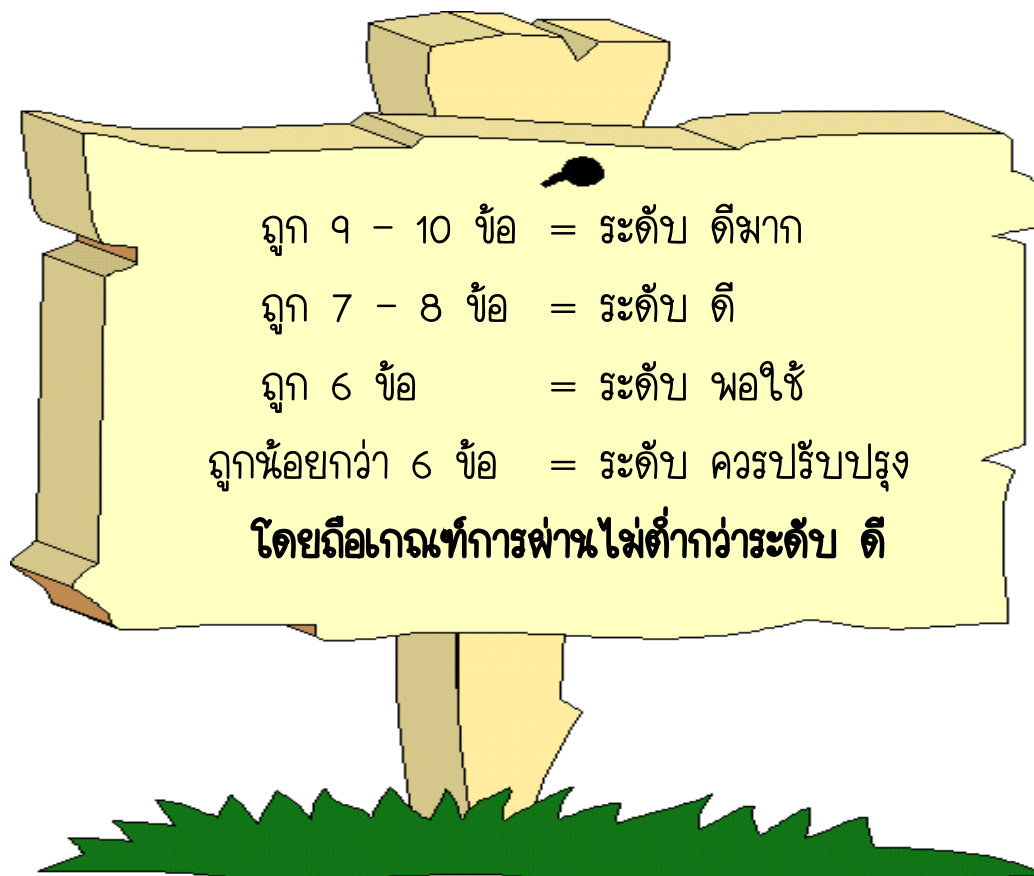 ถูก 9 - 10 ข้อ = ระดับ ดีมาก
ถูก 7 - 8 ข้อ = ระดับ ดี
ถูก 6 ข้อ = ระดับ พอใช้
ถูกน้อยกว่า 6 ข้อ = ระดับ ควรปรับปรุง
โดยถือเกณฑ์การผ่านไม่ต่ำกว่าระดับ ดี